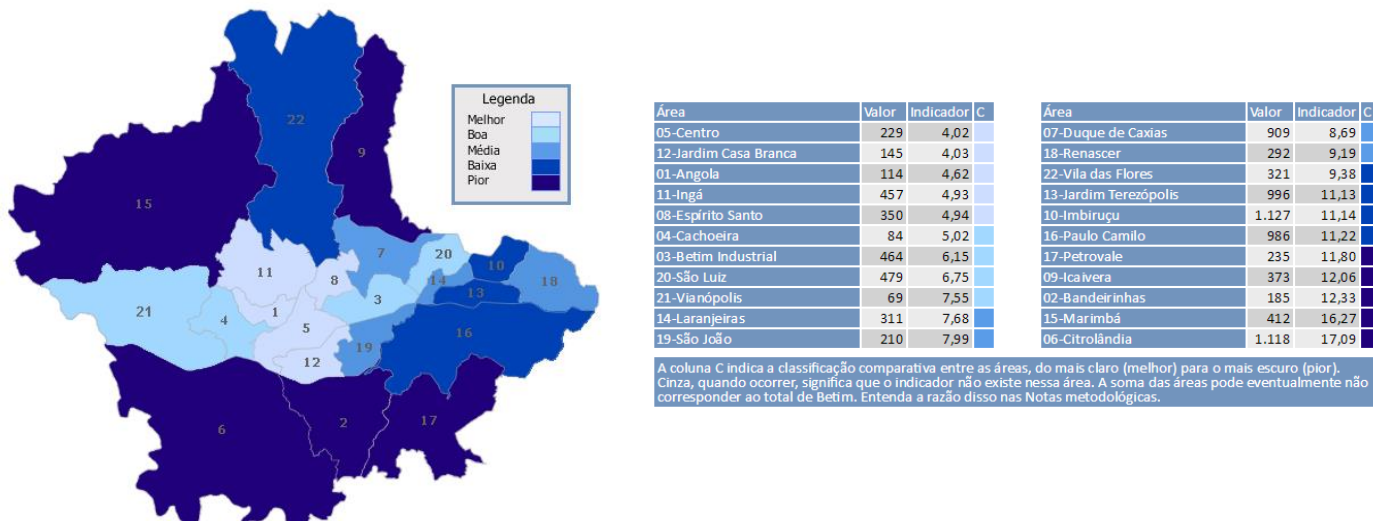 Legenda
Melhor
Boa
Média
Baixa
Pior
22
9
15
11
7
20
10
18
8
14
13
3
21
4
1
5
16
19
12
6
2
17
Área Valor Indicador C
05-Centro 229 4,02
12-Jardim Casa Branca 145 4,03
01-Angola 114 4,62
11-Ingá 457 4,93
08-Espírito Santo 350 4,94
04-Cachoeira 84 5,02
03-Betim Industrial 464 6,15
20-São Luiz 479 6,75
21-Vianópolis 69 7,55
14-Laranjeiras 311 7,68
19-São João 210 7,99
Área Valor Indicador C
07-Duque de Caxias 909 8,69
18-Renascer 292 9,19
22-Vila das Flores 321 9,38
13-Jardim Terezópolis 996 11,13
10-Imbiruçu 1.127 11,14
16-Paulo Camilo 986 11,22
17-Petrovale 235 11,80
09-Icaivera 373 12,06
02-Bandeirinhas 185 12,33
15-Marimbá 412 16,27
06-Citrolândia 1.118 17,09
A coluna C indica a classificação comparativa entre as áreas, do mais claro (melhor) para o mais escuro (pior).
Cinza, quando ocorrer, significa que o indicador não existe nessa área. A soma das áreas pode eventualmente não
corresponder ao total de Betim. Entenda a razão disso nas Notas metodológicas.